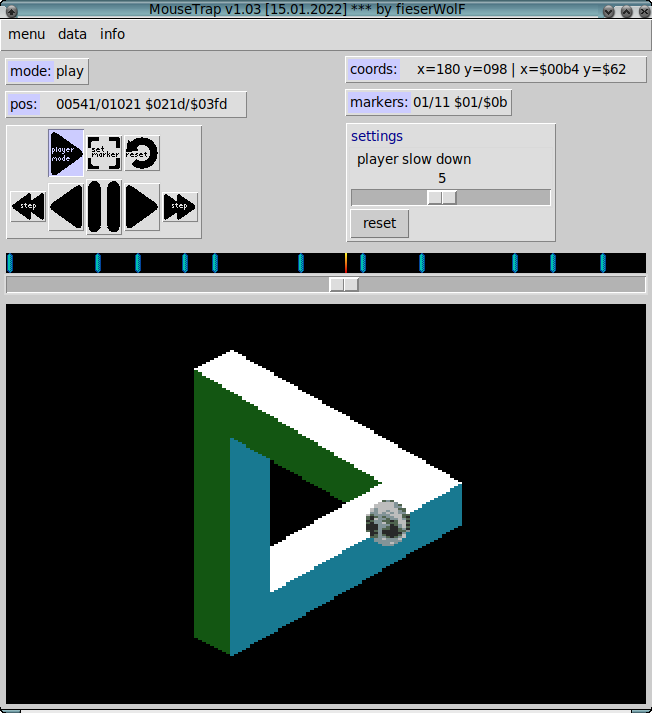 MouseTrap v1.03 [15.01.2022] *** by fieserWolF
menu data info
mode: play
coords: x=180 y=098 | x=$00b4 y=$62
pos: 00541/01021 $021d/$03fd
markers: 01/11 $01/$0b
player mode
set marker
reset
settings
player slow down
5
step
step
reset